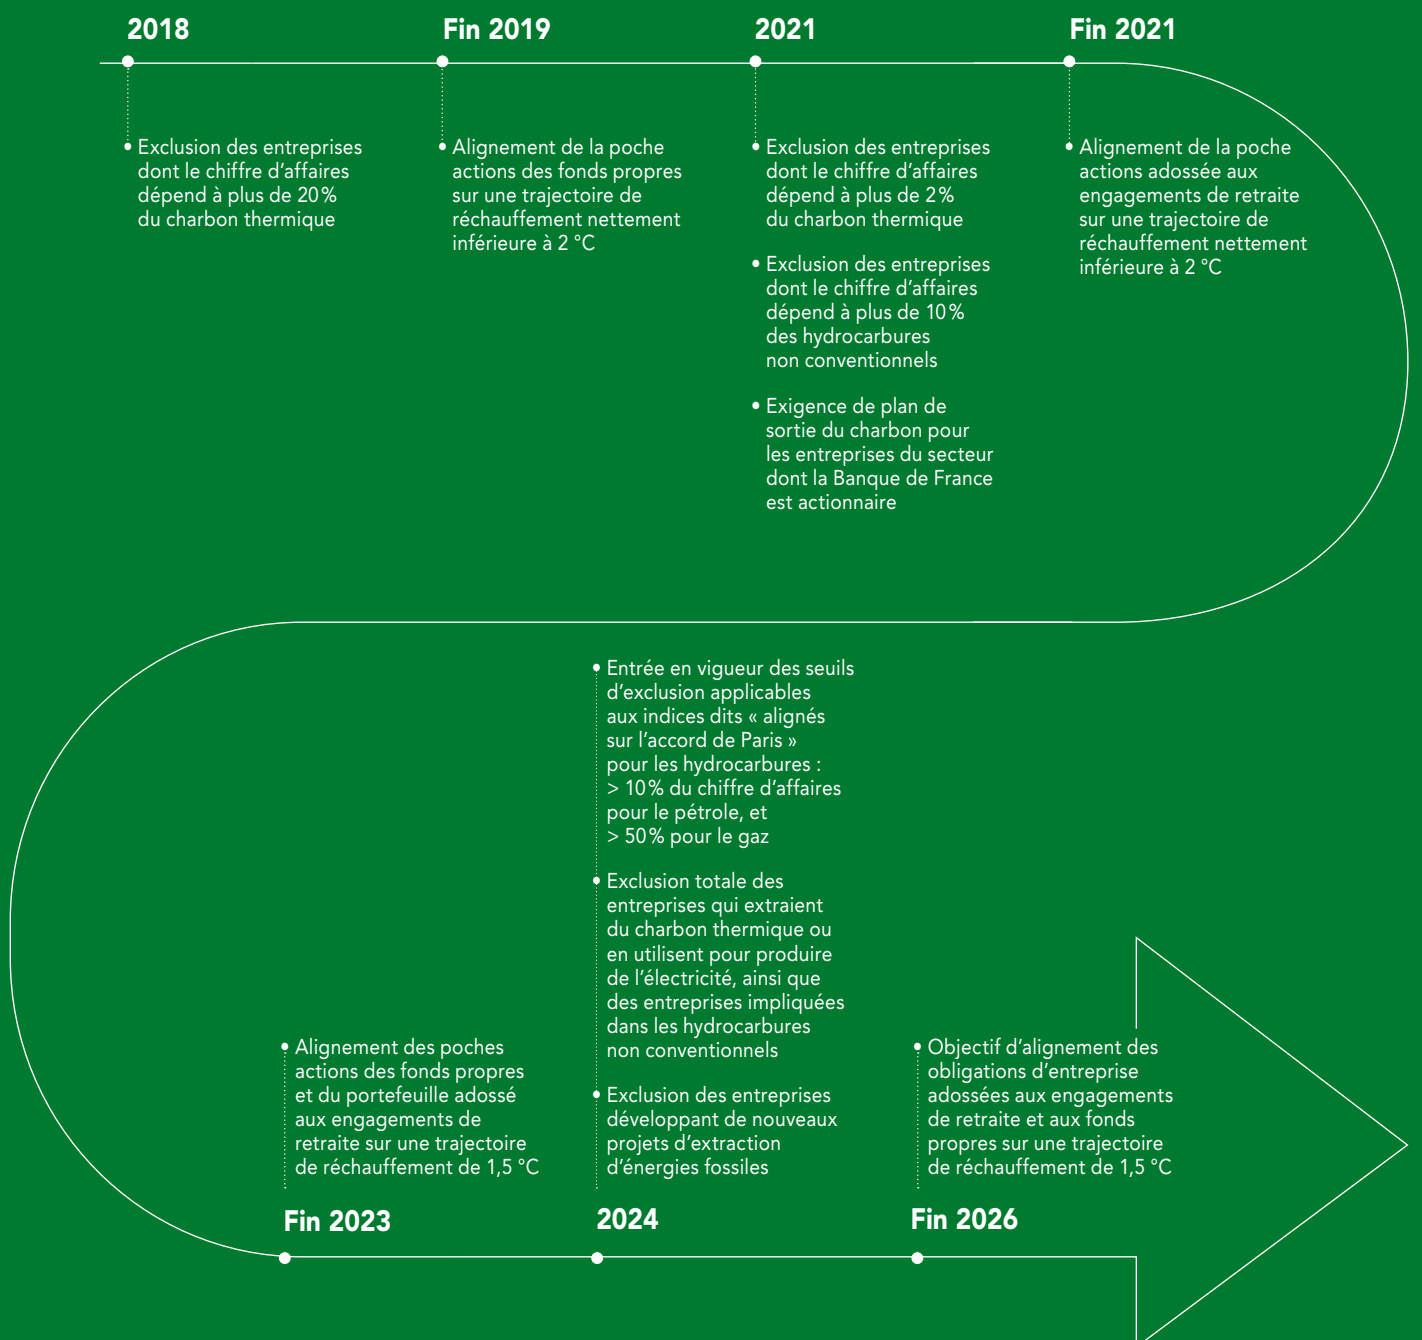 2018
• Exclusion des entreprises
dont le chiffre d'affaires
dépend à plus de 20 %
du charbon thermique
Fin 2019
• Alignement de la poche
actions des fonds propres
sur une trajectoire de
réchauffement nettement
inférieure à 2 °C
2021
• Exclusion des entreprises
dont le chiffre d'affaires
dépend à plus de 2 %
du charbon thermique
• Exclusion des entreprises
dont le chiffre d'affaires
dépend à plus de 10 %
des hydrocarbures
non conventionnels
• Exigence de plan de
sortie du charbon pour
les entreprises du secteur
dont la Banque de France
est actionnaire
Fin 2021
• Alignement de la poche
actions adossée aux
engagements de retraite
sur une trajectoire de
réchauffement nettement
inférieure à 2 °C
• Alignement des poches
actions des fonds propres
et du portefeuille adossé
aux engagements de
retraite sur une trajectoire
de réchauffement de 1,5 °C
Fin 2023
• Entrée en vigueur des seuils
d'exclusion applicables
aux indices dits « alignés
sur l'accord de Paris »
pour les hydrocarbures :
> 10 % du chiffre d'affaires
pour le pétrole, et
> 50 % pour le gaz
• Exclusion totale des
entreprises qui extraient
du charbon thermique ou
en utilisent pour produire
de l'électricité, ainsi que
des entreprises impliquées
dans les hydrocarbures
non conventionnels
• Exclusion des entreprises
développant de nouveaux
projets d'extraction
d'énergies fossiles
2024
• Objectif d'alignement des
obligations d'entreprise
adossées aux engagements
de retraite et aux fonds
propres sur une trajectoire
de réchauffement de 1,5 °C
Fin 2026